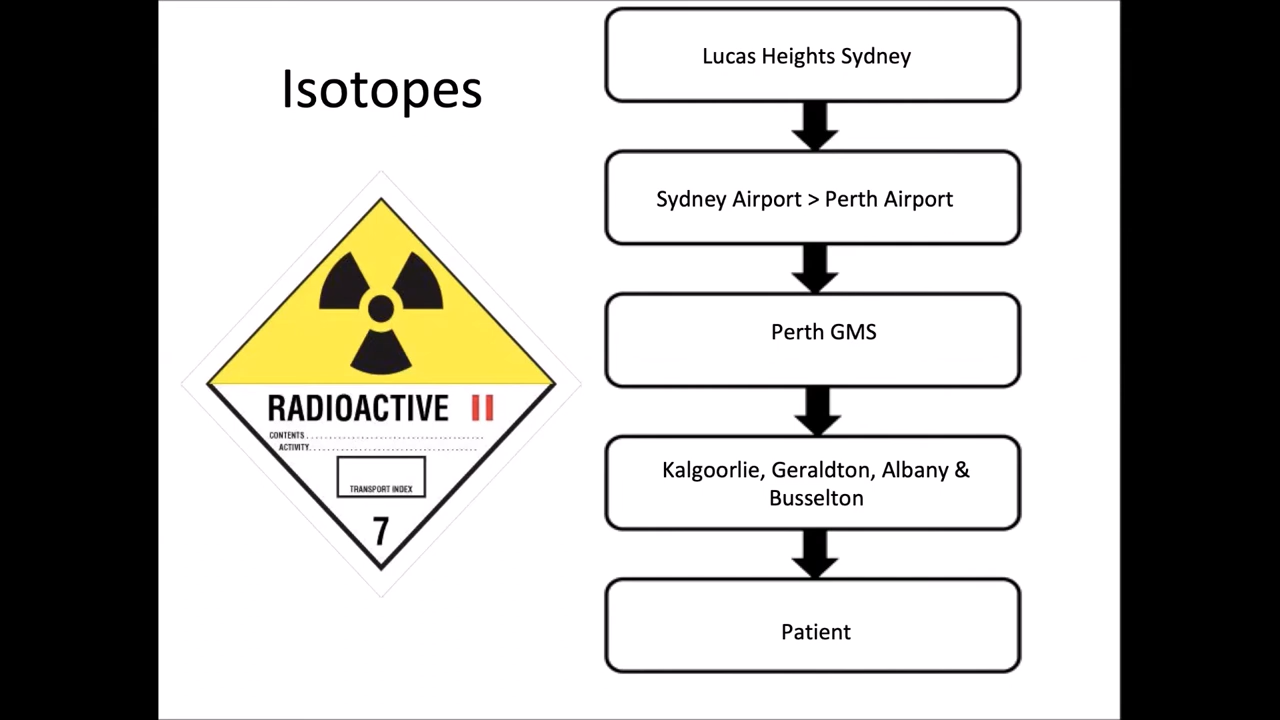 Isotopes
RADIOACTIVE II
CONTENTS
ACTIVITY
TRANSPORT INDEX
7
Lucas Heights Sydney
Sydney Airport > Perth Airport
Perth GMS
Kalgoorlie, Geraldton, Albany &
Busselton
Patient